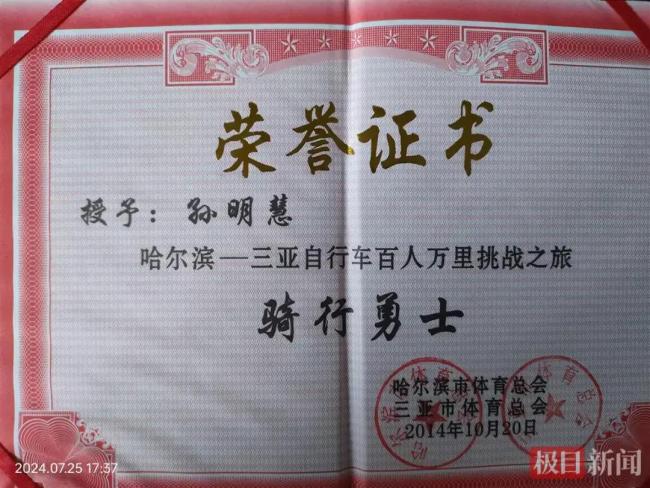 荣誉证书
授予：孙明慧
哈尔滨—三亚自行车百人万里挑战之旅
骑行勇士
哈尔滨市体育总会
三亚市体育总会
2014年10月20日
2024.07.25 17:37
极目新闻